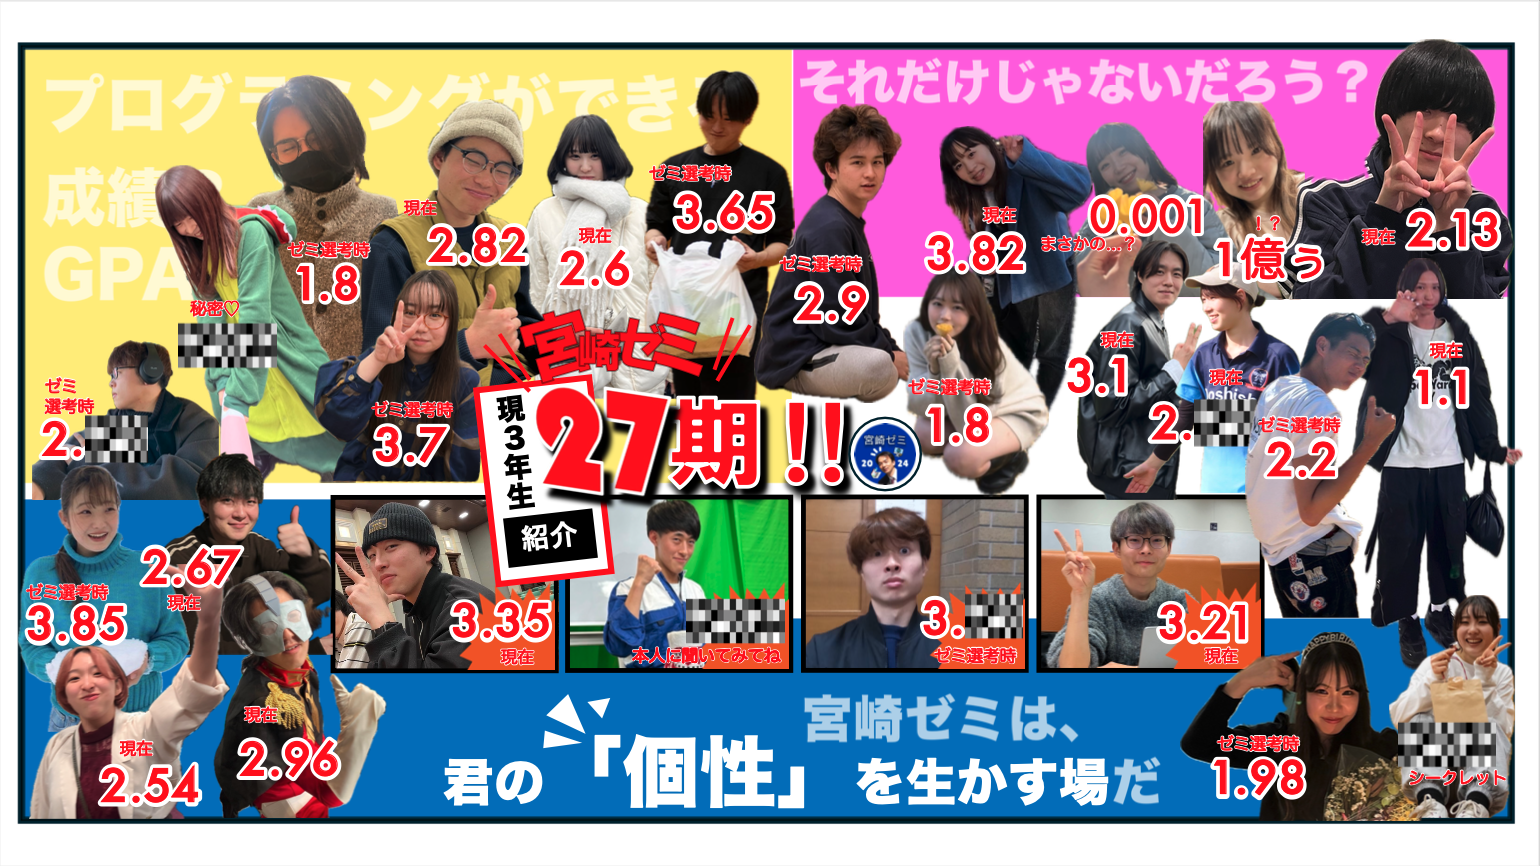 プログラミングができる
成績
GPA
それだけじゃないだろう？
秘密♡
ゼミ選考時
1.8
現在
2.82
現在
2.6
ゼミ選考時
3.65
ゼミ選考時
2.9
現在
3.82
まさかの...？
0.001
！？
1億ぅ
現在
2.13
ゼミ
選考時
2.
ゼミ選考時
3.7
宮崎ゼミ
27期!!
現3年生
紹介
宮崎ゼミ
2024
ゼミ選考時
1.8
現在
3.1
現在
2.
ゼミ選考時
2.2
現在
1.1
ゼミ選考時
3.85
2.67
現在
3.35
現在
本人に聞いてみてね
3.
ゼミ選考時
3.21
現在
現在
2.54
現在
2.96
宮崎ゼミは、
君の「個性」を生かす場だ
ゼミ選考時
1.98
シークレット